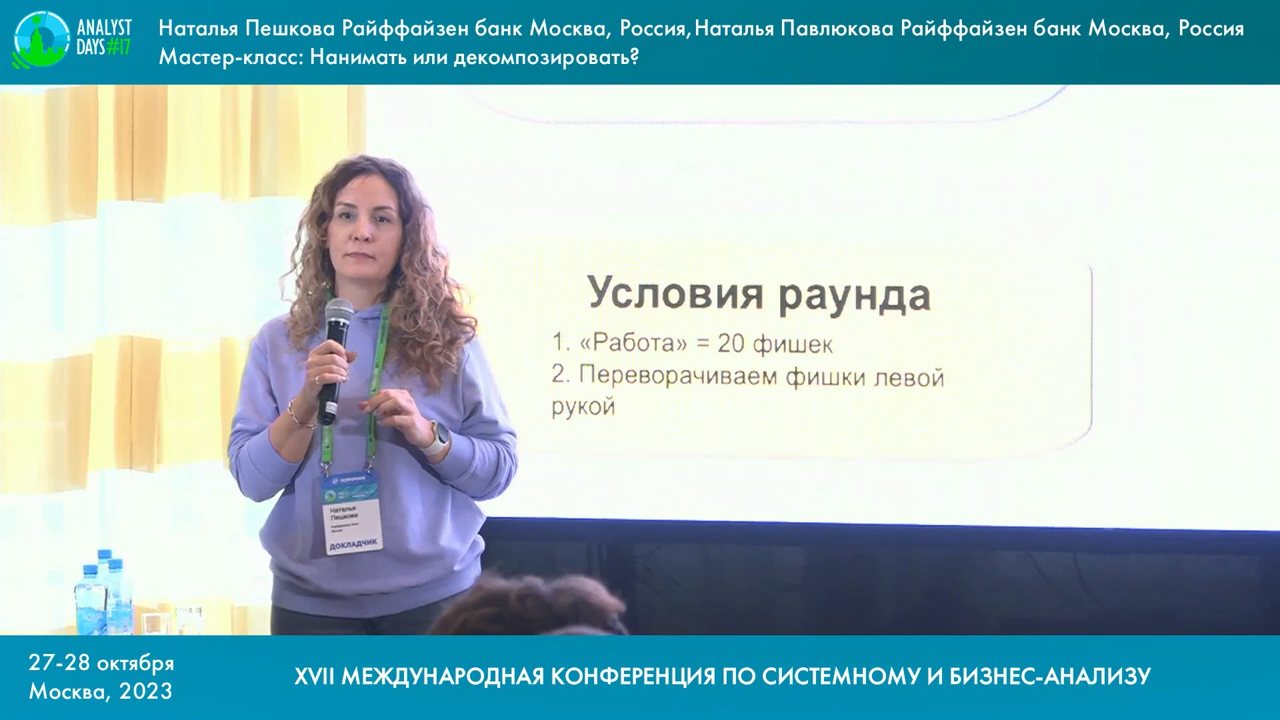 ANALYST
DAYS#17
Наталья Пешкова Райффайзен банк Москва, Россия,Наталья Павлюкова Райффайзен банк Москва, Россия
Мастер-класс: Нанимать или декомпозировать?
Условия раунда
1. «Работа» = 20 фишек
2. Переворачиваем фишки левой
рукой
Наталья
Пешкова
ДОКЛАДЧИК
27-28 октября
Москва, 2023
XVII МЕЖДУНАРОДНАЯ КОНФЕРЕНЦИЯ ПО СИСТЕМНОМУ И БИЗНЕС-АНАЛИЗУ